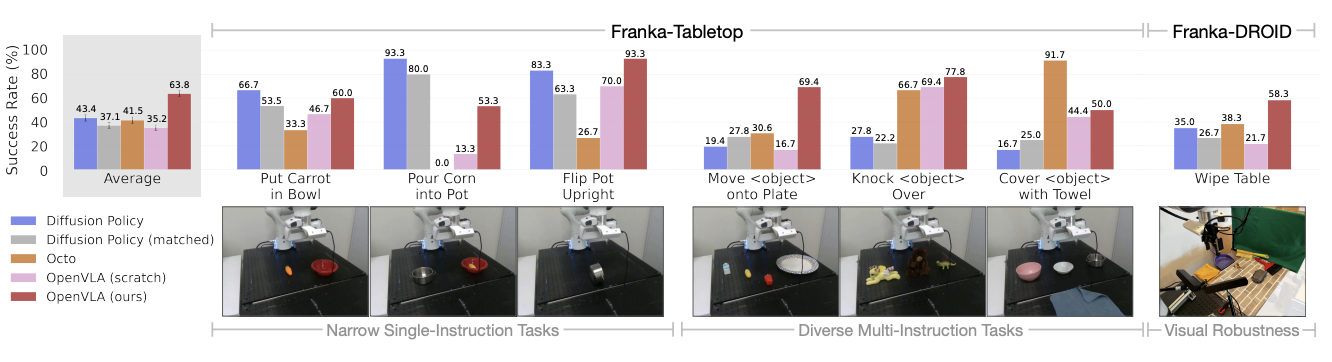 Franka-Tabletop
Franka-DROID
Success Rate (%)
100
80
60
40
20
0
43.4
37.1
41.5
35.2
63.8
Average
66.7
53.5
33.3
46.7
60.0
Put Carrot
in Bowl
93.3
80.0
0.0
13.3
53.3
Pour Corn
into Pot
83.3
63.3
26.7
70.0
93.3
Flip Pot
Upright
19.4
27.8
30.6
16.7
69.4
Move <object>
onto Plate
27.8
22.2
66.7
69.4
77.8
Knock <object>
Over
16.7
25.0
91.7
44.4
50.0
Cover <object>
with Towel
35.0
26.7
38.3
21.7
58.3
Wipe Table
Diffusion Policy
Diffusion Policy (matched)
Octo
OpenVLA (scratch)
OpenVLA (ours)
Narrow Single-Instruction Tasks
Diverse Multi-Instruction Tasks
Visual Robustness